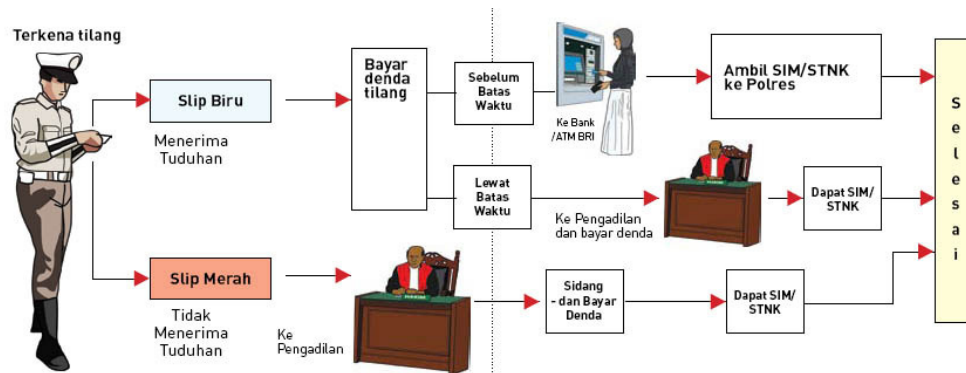 Terkena tilang
Slip Biru
Menerima
Tuduhan
Bayar
denda
tilang
Sebelum
Batas
Waktu
Ke Bank
/ATM BRI
Ambil SIM/STNK
ke Polres
Lewat
Batas
Waktu
Ke Pengadilan
dan bayar denda
Dapat SIM/
STNK
Slip Merah
Tidak
Menerima
Tuduhan
Ke
Pengadilan
Sidang
- dan Bayar
Denda
Dapat SIM/
STNK
S
e
l
e
s
a
i